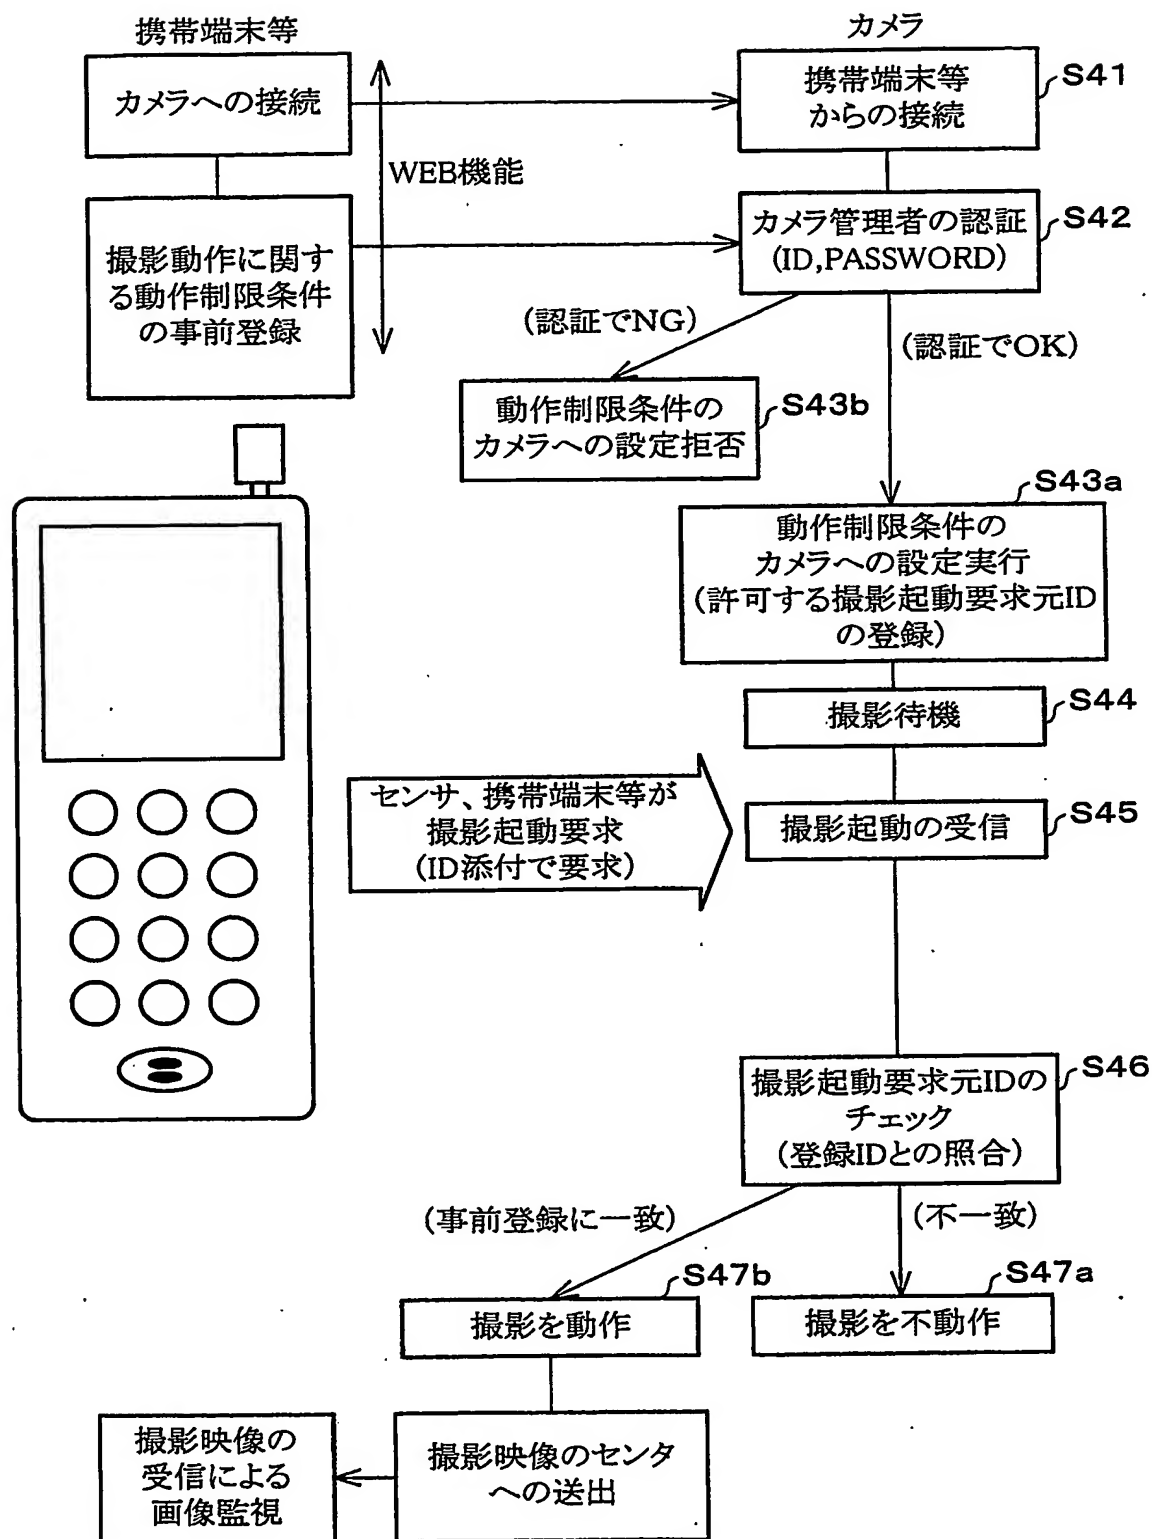 携帯端末等
カメラ
カメラへの接続
携帯端末等
からの接続
S41
WEB機能
撮影動作に関す
る動作制限条件
の事前登録
カメラ管理者の認証
(ID,PASSWORD)
S42
(認証でNG)
(認証でOK)
動作制限条件の
カメラへの設定拒否
S43b
S43a
動作制限条件の
カメラへの設定実行
(許可する撮影起動要求元ID
の登録)
撮影待機
S44
センサ、携帯端末等が
撮影起動要求
(ID添付で要求)
撮影起動の受信
S45
撮影起動要求元IDの
チェック
(登録IDとの照合)
S46
(事前登録に一致)
(不一致)
S47b
S47a
撮影を動作
撮影を不動作
撮影映像の
受信による
画像監視
撮影映像のセンタ
への送出